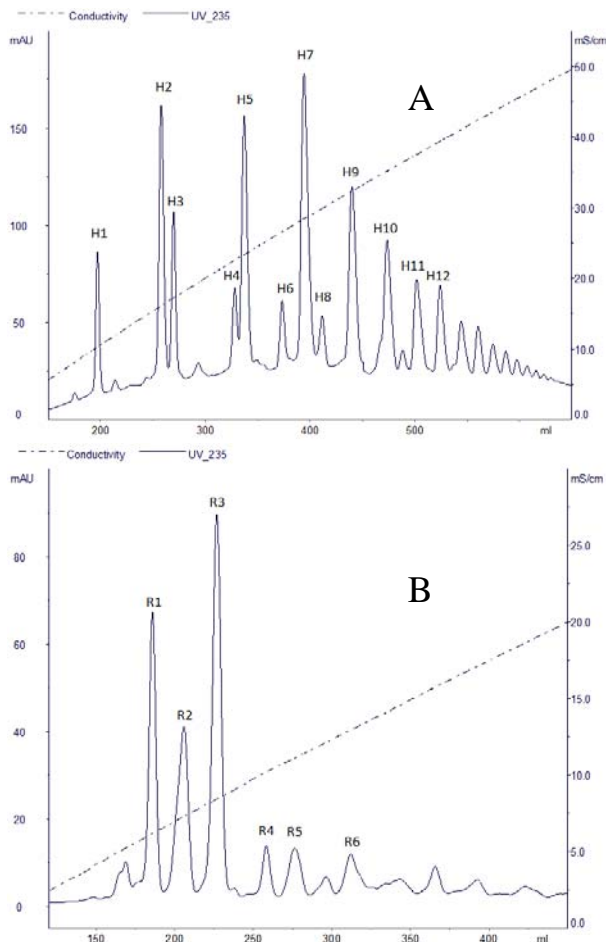 Conductivity UV_235
mAU mS/cm
H7
60.0
A
H2
H5
150
50.0
H9
40.0
H3
H1
100
H10
30.0
H4
H11 H12
H6
H8
20.0
50
10.0
0
0.0
200 300 400 500 ml
Conductivity UV_235
mAU mS/cm
R3
25.0
80
B
R1
20.0
60
R2
15.0
40
10.0
20
R4 R5 R6
5.0
0
0.0
150 200 250 300 350 400 ml